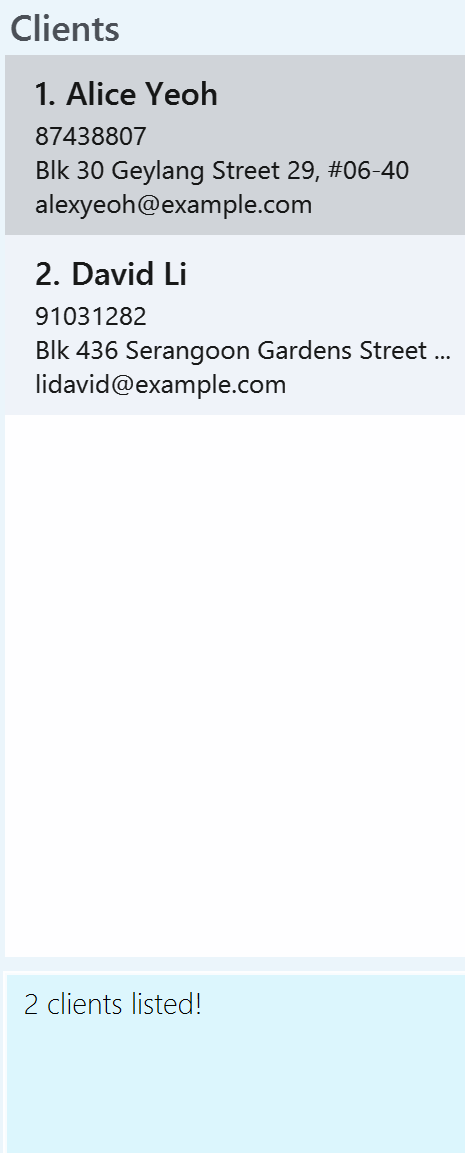 Clients
1. Alice Yeoh
87438807
Blk 30 Geylang Street 29, #06-40
alexyeoh@example.com
2. David Li
91031282
Blk 436 Serangoon Gardens Street ...
lidavid@example.com
2 clients listed!